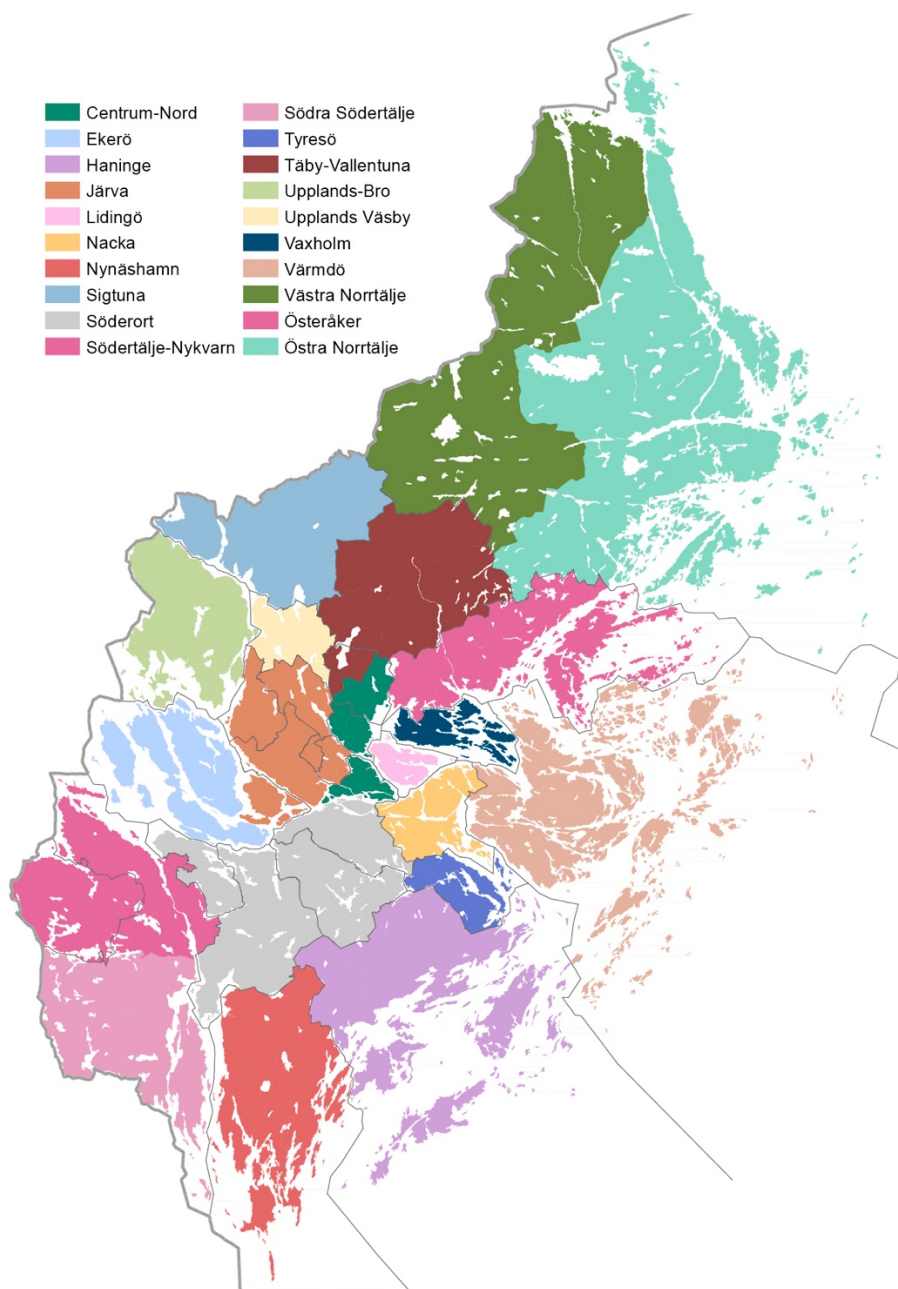 Centrum-Nord
Ekerö
Haninge
Järva
Lidingö
Nacka
Nynäshamn
Sigtuna
Söderort
Södertälje-Nykvarn
Södra Södertälje
Tyresö
Täby-Vallentuna
Upplands-Bro
Upplands Väsby
Vaxholm
Värmdö
Västra Norrtälje
Österåker
Östra Norrtälje